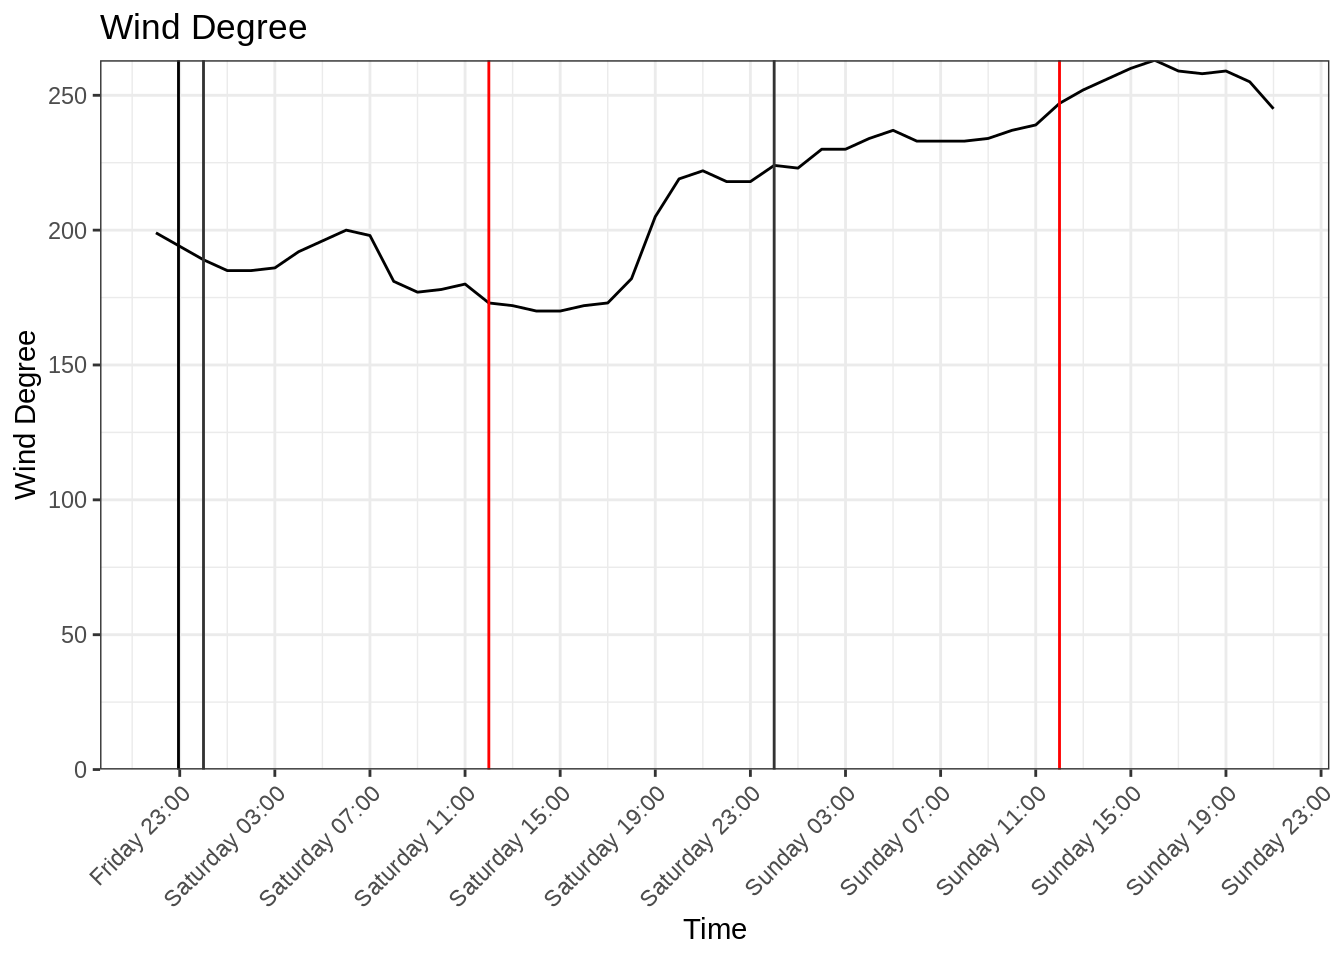 Wind Degree
Wind Degree
250
200
150
100
50
0
Friday 23:00
Saturday 03:00
Saturday 07:00
Saturday 11:00
Saturday 15:00
Saturday 19:00
Saturday 23:00
Sunday 03:00
Sunday 07:00
Sunday 11:00
Sunday 15:00
Sunday 19:00
Sunday 23:00
Time